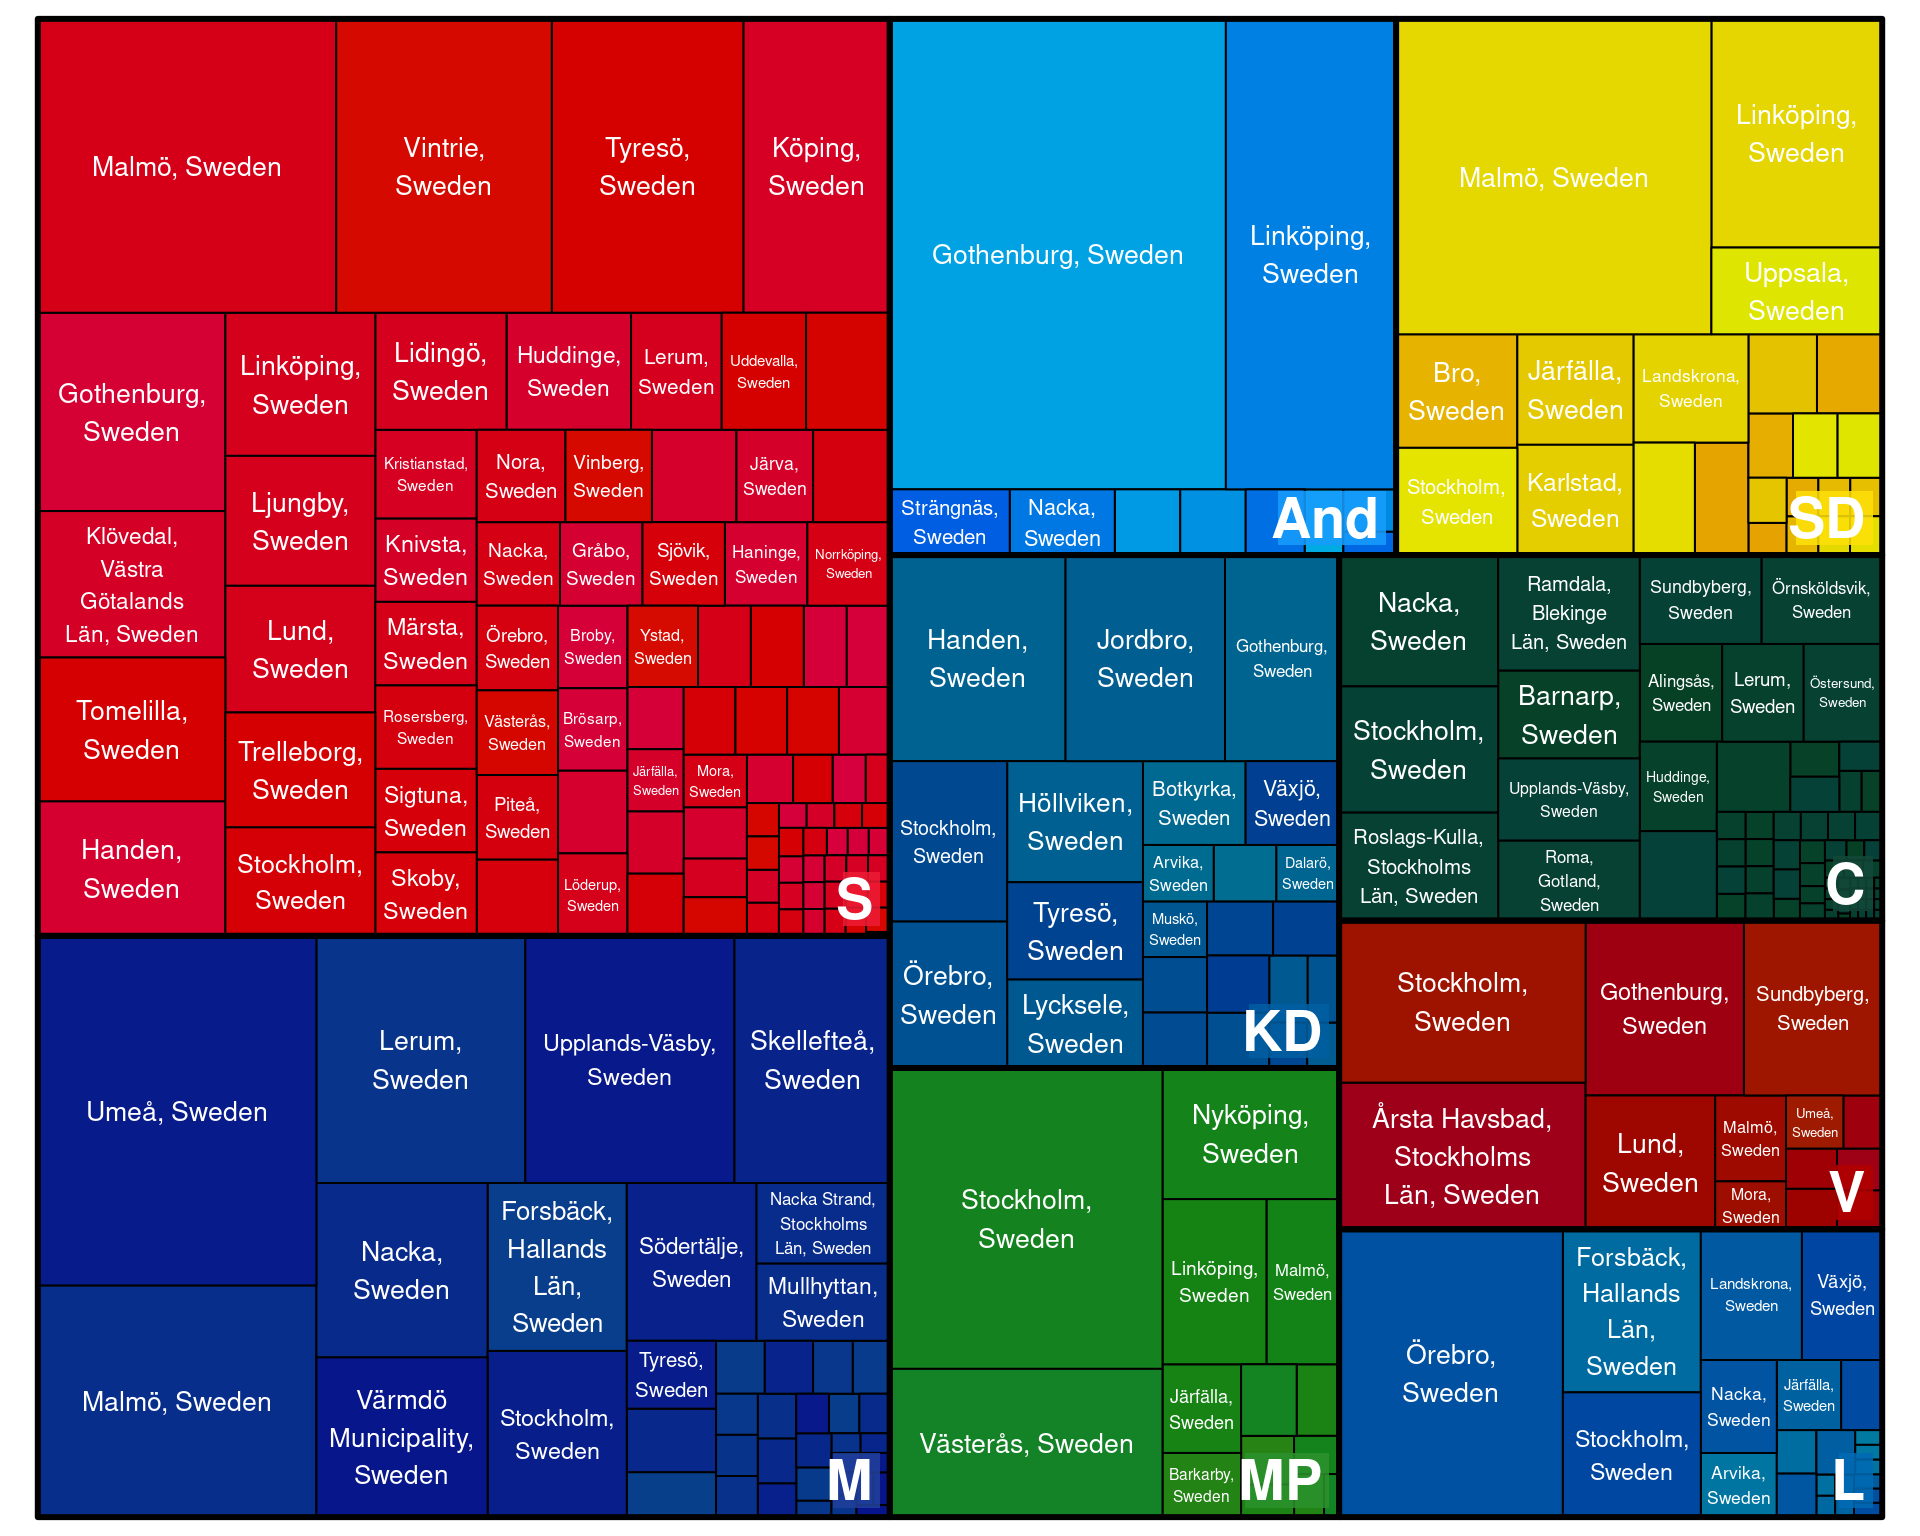 Malmö, Sweden
Vintrie,
Sweden
Tyresö,
Sweden
Köping,
Sweden
Gothenburg,
Sweden
Linköping,
Sweden
Lidingö,
Sweden
Huddinge,
Sweden
Lerum,
Sweden
Uddevalla,
Sweden
Kristianstad,
Sweden
Nora,
Sweden
Vinberg,
Sweden
Järva,
Sweden
Ljungby,
Sweden
Klövedal,
Västra
Götalands
Län, Sweden
Knivsta,
Sweden
Nacka,
Sweden
Gråbo,
Sweden
Sjövik,
Sweden
Haninge,
Sweden
Norrköping,
Sweden
Lund,
Sweden
Märsta,
Sweden
Örebro,
Sweden
Broby,
Sweden
Ystad,
Sweden
Tomelilla,
Sweden
Trelleborg,
Sweden
Rosersberg,
Sweden
Västerås,
Sweden
Brösarp,
Sweden
Järfälla,
Sweden
Mora,
Sweden
Sigtuna,
Sweden
Piteå,
Sweden
Handen,
Sweden
Stockholm,
Sweden
Skoby,
Sweden
Löderup,
Sweden
S
Gothenburg, Sweden
Linköping,
Sweden
Strängnäs,
Sweden
Nacka,
Sweden
And
Malmö, Sweden
Linköping,
Sweden
Uppsala,
Sweden
Bro,
Sweden
Järfälla,
Sweden
Landskrona,
Sweden
Stockholm,
Sweden
Karlstad,
Sweden
SD
Handen,
Sweden
Jordbro,
Sweden
Gothenburg,
Sweden
Stockholm,
Sweden
Höllviken,
Sweden
Botkyrka,
Sweden
Växjö,
Sweden
Arvika,
Sweden
Dalarö,
Sweden
Tyresö,
Sweden
Muskö,
Sweden
Örebro,
Sweden
Lycksele,
Sweden
KD
Nacka,
Sweden
Ramdala,
Blekinge
Län, Sweden
Sundbyberg,
Sweden
Örnsköldsvik,
Sweden
Stockholm,
Sweden
Barnarp,
Sweden
Alingsås,
Sweden
Lerum,
Sweden
Östersund,
Sweden
Upplands-Väsby,
Sweden
Huddinge,
Sweden
Roslags-Kulla,
Stockholms
Län, Sweden
Roma,
Gotland,
Sweden
C
Umeå, Sweden
Lerum,
Sweden
Upplands-Väsby,
Sweden
Skellefteå,
Sweden
Nacka,
Sweden
Forsbäck,
Hallands
Län,
Sweden
Södertälje,
Sweden
Nacka Strand,
Stockholms
Län, Sweden
Mullhyttan,
Sweden
Malmö, Sweden
Värmdö
Municipality,
Sweden
Stockholm,
Sweden
Tyresö,
Sweden
M
Stockholm,
Sweden
Nyköping,
Sweden
Linköping,
Sweden
Malmö,
Sweden
Västerås, Sweden
Järfälla,
Sweden
Barkarby,
Sweden
MP
Stockholm,
Sweden
Gothenburg,
Sweden
Sundbyberg,
Sweden
Årsta Havsbad,
Stockholms
Län, Sweden
Lund,
Sweden
Malmö,
Sweden
Umeå,
Sweden
Mora,
Sweden
V
Örebro,
Sweden
Forsbäck,
Hallands
Län,
Sweden
Landskrona,
Sweden
Växjö,
Sweden
Stockholm,
Sweden
Nacka,
Sweden
Järfälla,
Sweden
Arvika,
Sweden
L